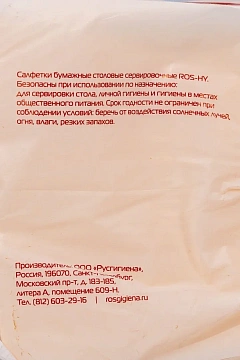 Салфетки бумажные столовые сервировочные ROS-HY.
Безопасны при использовании по назначению:
для сервировки стола, личной гигиены и гигиены в местах
общественного питания. Срок годности не ограничен при
соблюдении условий: беречь от воздействия солнечных лучей,
огня, влаги, резких запахов.
Производитель: ООО «Русгигиена»,
Россия, 196070, Санкт-Петербург,
Московский пр-т, д. 183-185,
литера А, помещение 609-Н.
Тел. (812) 603-29-16 | rosgigiena.ru